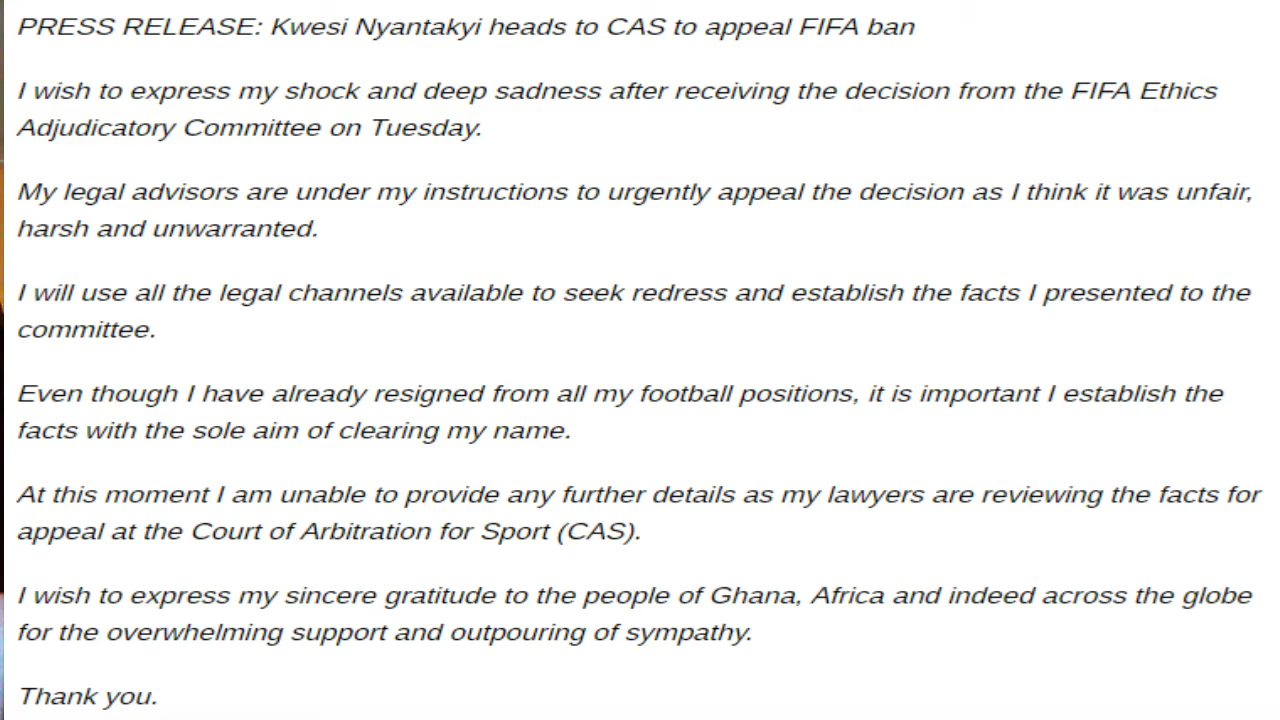 PRESS RELEASE: Kwesi Nyantakyi heads to CAS to appeal FIFA ban
I wish to express my shock and deep sadness after receiving the decision from the FIFA Ethics
Adjudicatory Committee on Tuesday.
My legal advisors are under my instructions to urgently appeal the decision as I think it was unfair,
harsh and unwarranted.
I will use all the legal channels available to seek redress and establish the facts I presented to the
committee.
Even though I have already resigned from all my football positions, it is important I establish the
facts with the sole aim of clearing my name.
At this moment I am unable to provide any further details as my lawyers are reviewing the facts for
appeal at the Court of Arbitration for Sport (CAS).
I wish to express my sincere gratitude to the people of Ghana, Africa and indeed across the globe
for the overwhelming support and outpouring of sympathy.
Thank you.